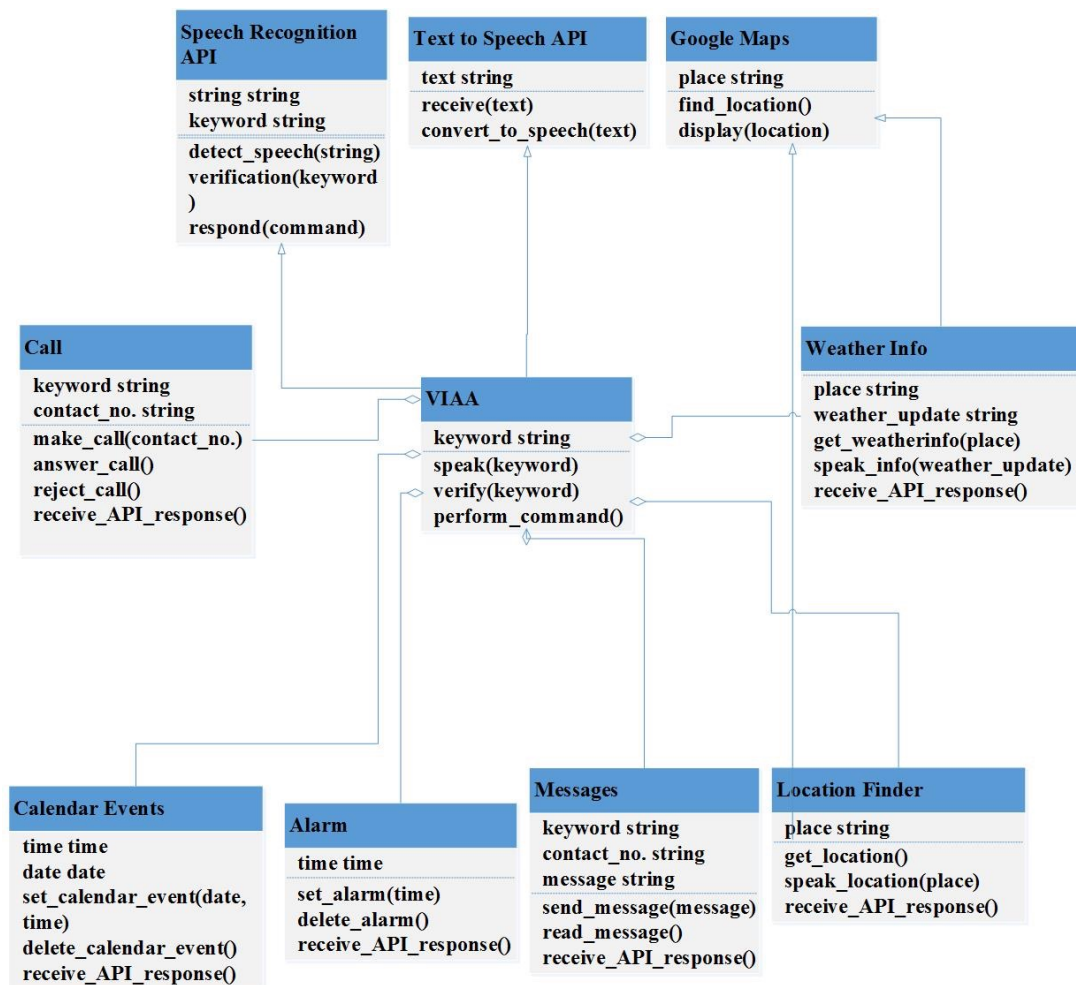 Speech Recognition
API
string string
keyword string
detect_speech(string)
verification(keyword
)
respond(command)
Text to Speech API
text string
receive(text)
convert_to_speech(text)
Google Maps
place string
find_location()
display(location)
Call
keyword string
contact_no. string
make_call(contact_no.)
answer_call()
reject_call()
receive_API_response()
VIAA
keyword string
speak(keyword)
verify(keyword)
perform_command()
Weather Info
place string
weather_update string
get_weatherinfo(place)
speak_info(weather_update)
receive_API_response()
Calendar Events
time time
date date
set_calendar_event(date,
time)
delete_calendar_event()
receive_API_response()
Alarm
time time
set_alarm(time)
delete_alarm()
receive_API_response()
Messages
keyword string
contact_no. string
message string
send_message(message)
read_message()
receive_API_response()
Location Finder
place string
get_location()
speak_location(place)
receive_API_response()